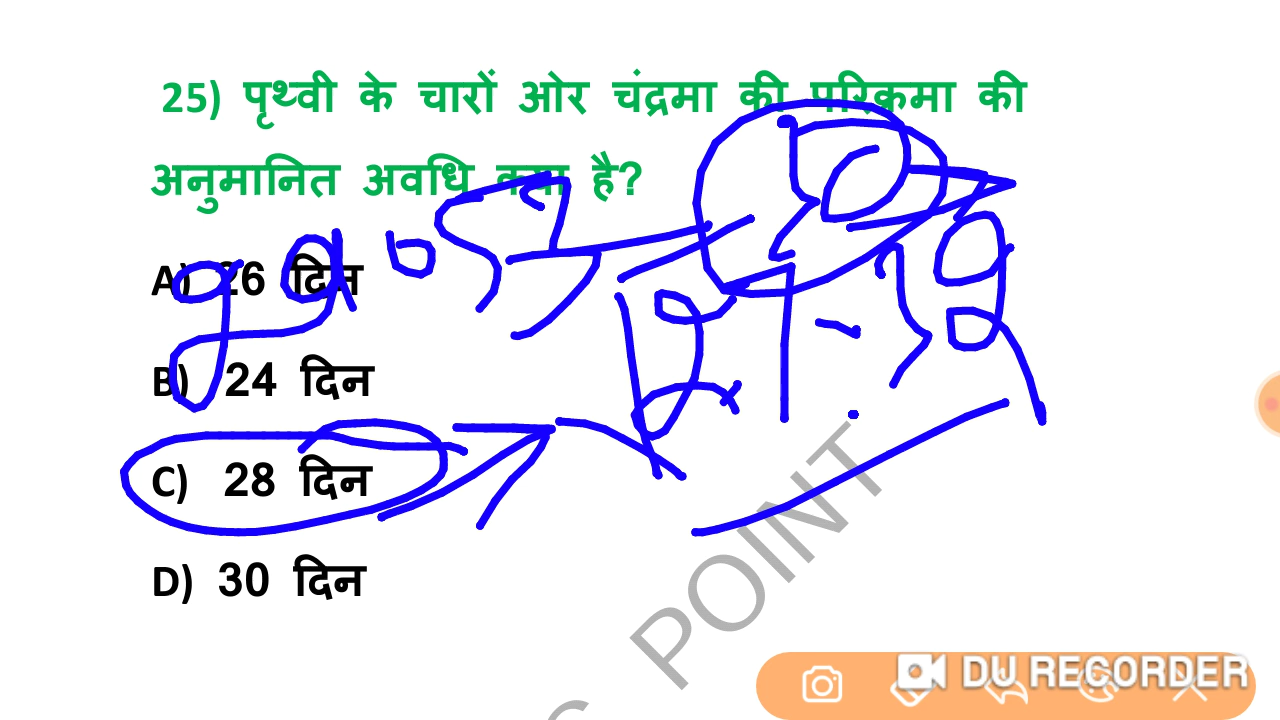 25) पृथ्वी के चारों ओर चंद्रमा की परिक्रमा की
अनुमानित अवधि क्या है?
A) 26 दिन
B) 24 दिन
C) 28 दिन
D) 30 दिन
POINT
DU RECORDER